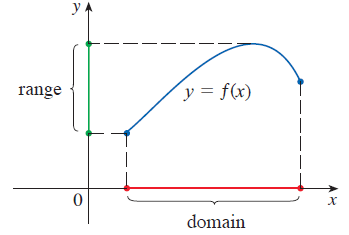 y
range
y = f(x)
0
x
domain